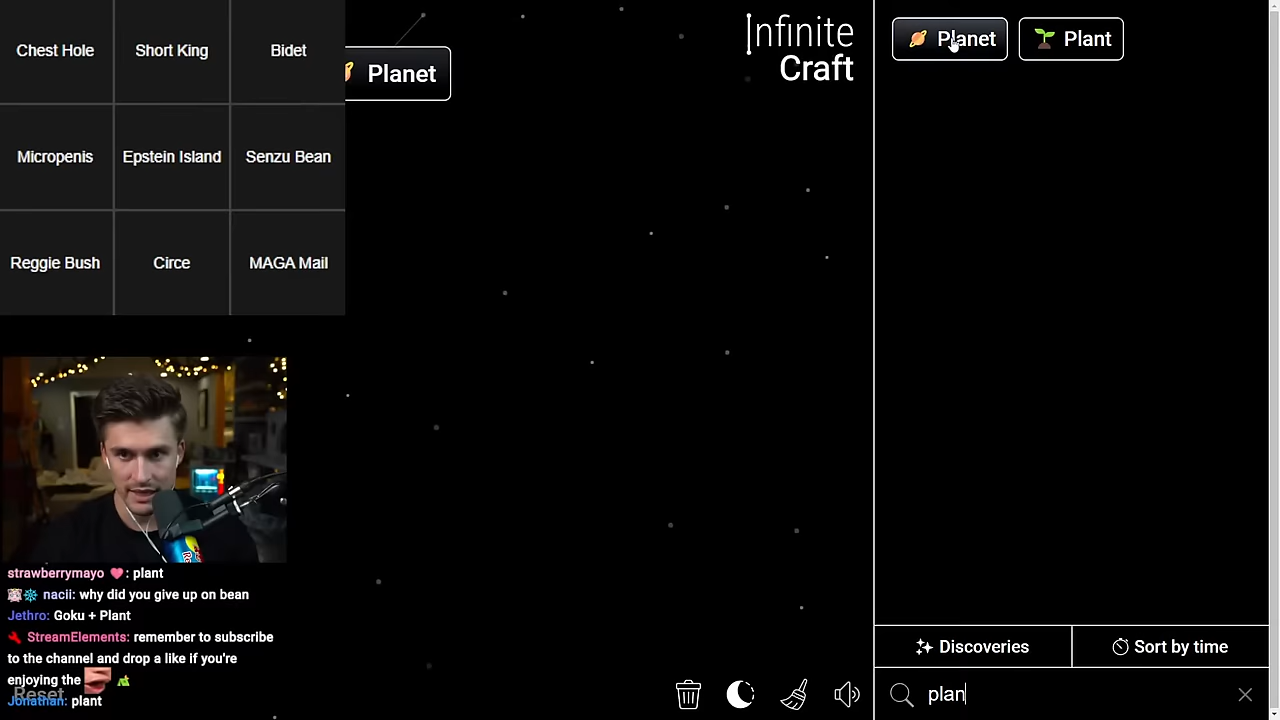 Chest Hole
Short King
Bidet
Micropenis
Epstein Island
Senzu Bean
Reggie Bush
Circe
MAGA Mail
Planet
Infinite
Craft
Planet
Plant
strawberrymayo : plant
nacii: why did you give up on bean
Jethro: Goku + Plant
StreamElements: remember to subscribe
to the channel and drop a like if you're
enjoying the
Reset
Jonathan: plant
Discoveries
Sort by time
plan